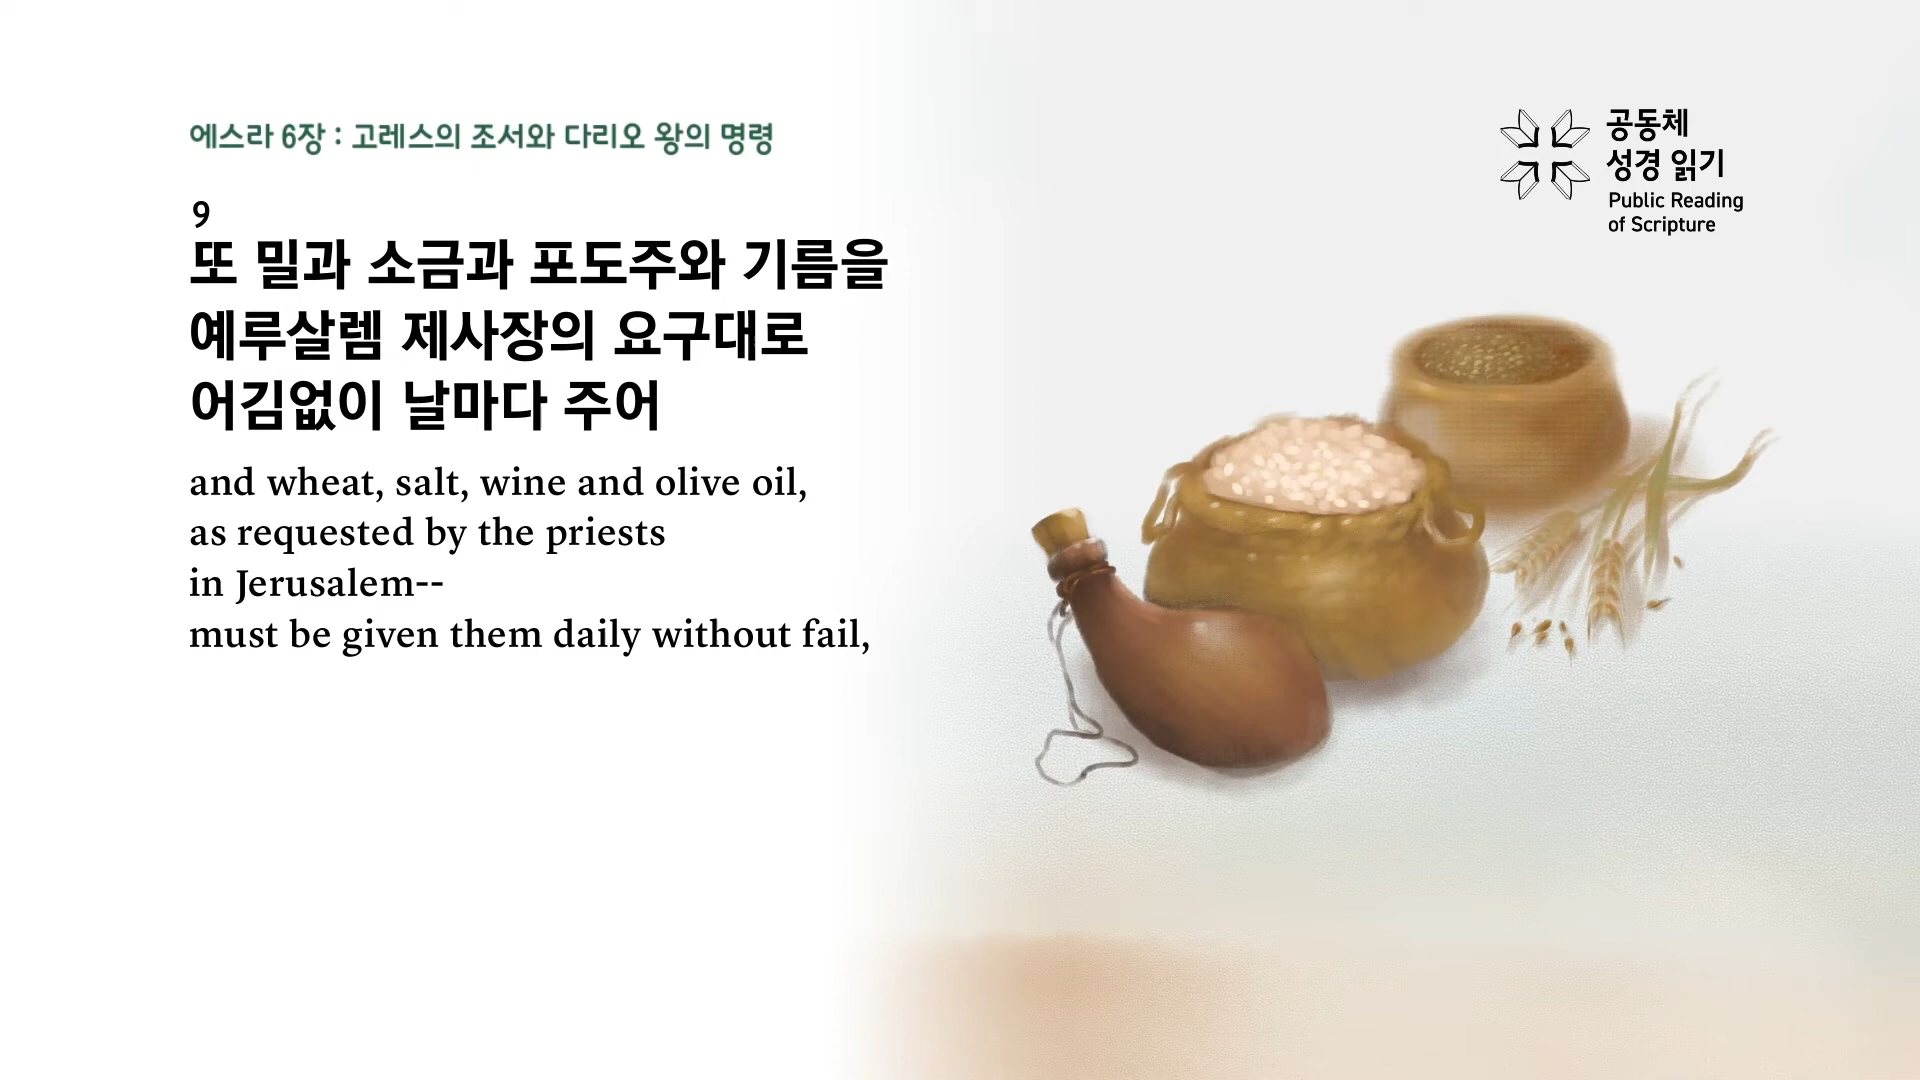 에스라 6장 : 고레스의 조서와 다리오 왕의 명령
9
또 밀과 소금과 포도주와 기름을
예루살렘 제사장의 요구대로
어김없이 날마다 주어
and wheat, salt, wine and olive oil,
as requested by the priests
in Jerusalem--
must be given them daily without fail,
공동체
성경 읽기
Public Reading
of Scripture